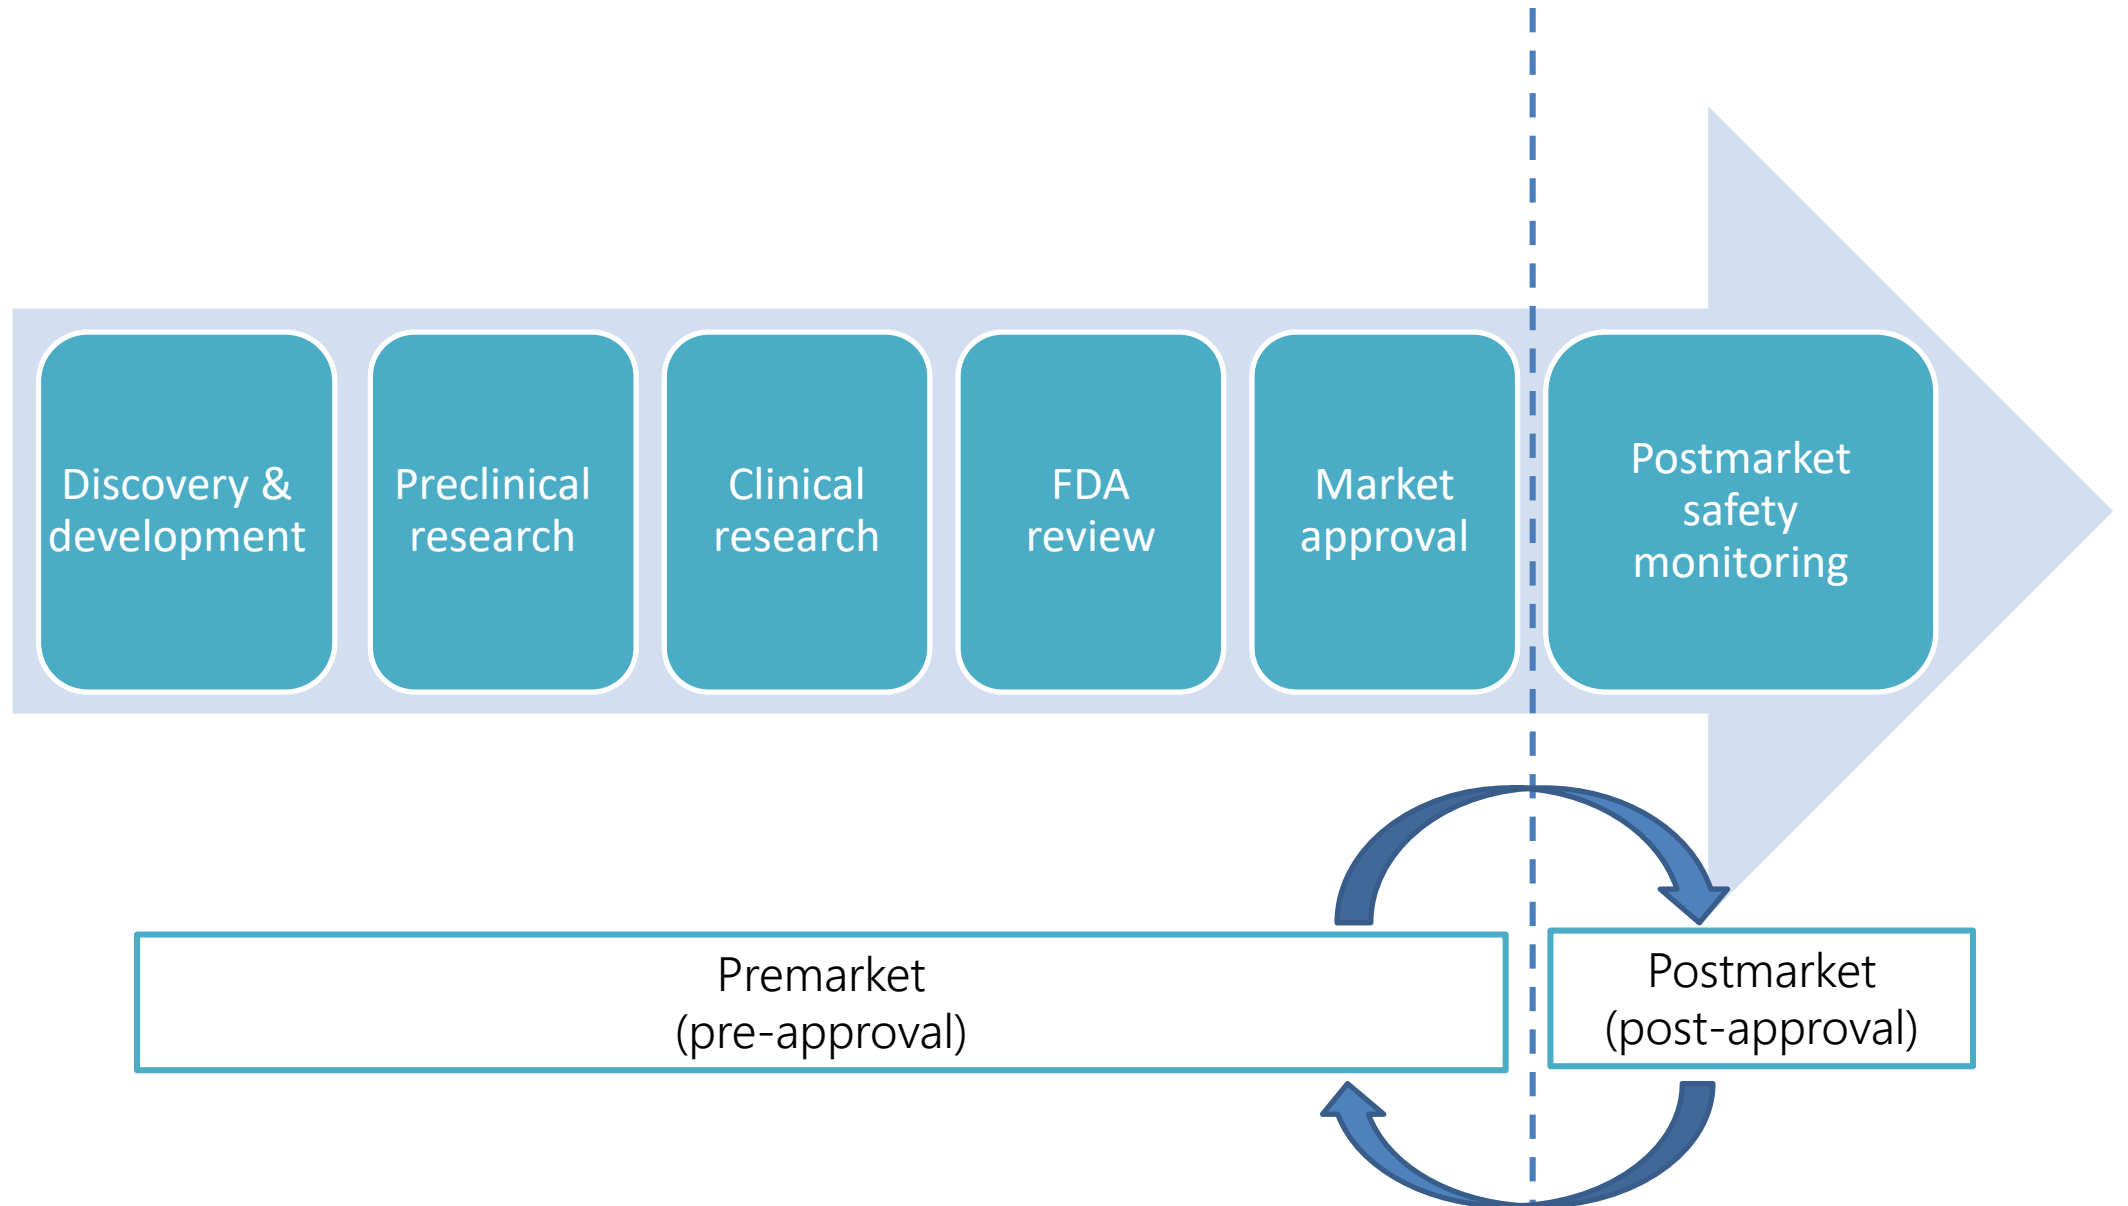 Discovery &
development
Preclinical
research
Clinical
research
FDA
review
Market
approval
Postmarket
safety
monitoring
Premarket
(pre-approval)
Postmarket
(post-approval)